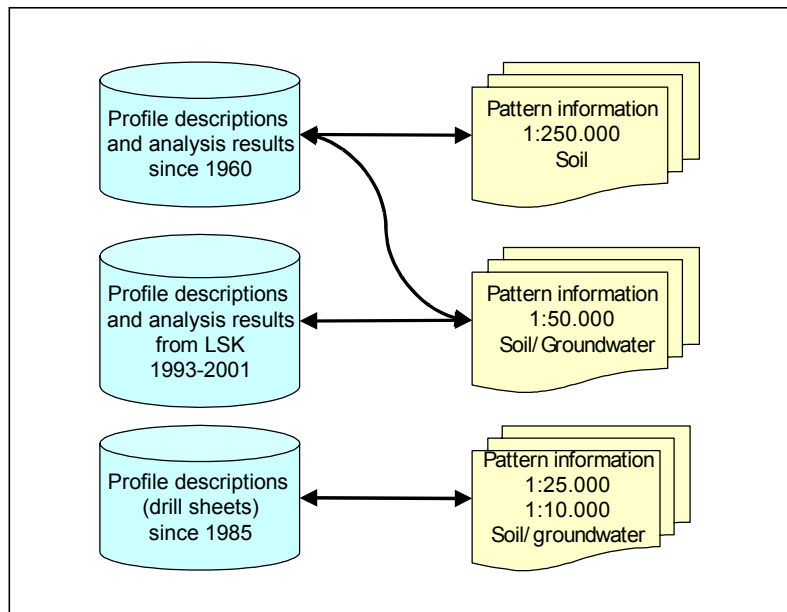 Profile descriptions
and analysis results
since 1960
Pattern information
1:250.000
Soil
Profile descriptions
and analysis results
from LSK
1993-2001
Pattern information
1:50.000
Soil/ Groundwater
Profile descriptions
(drill sheets)
since 1985
Pattern information
1:25.000
1:10.000
Soil/ groundwater